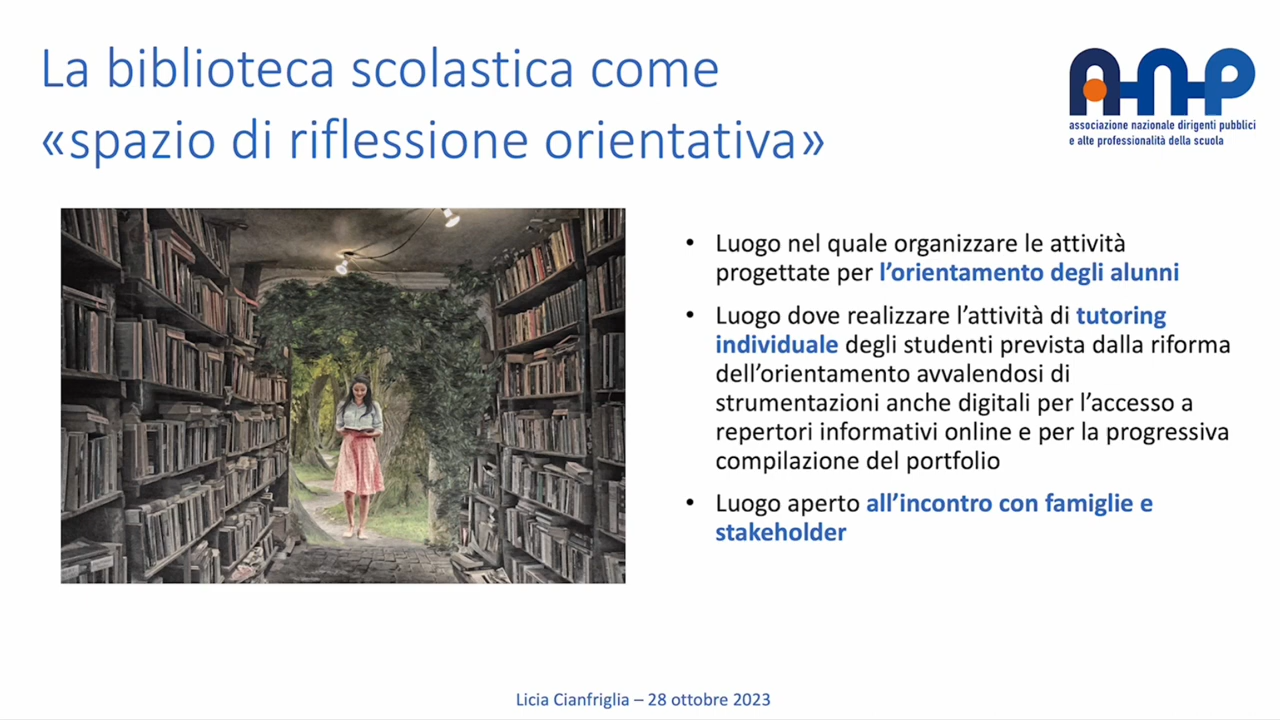 La biblioteca scolastica come
«spazio di riflessione orientativa»
A-N-P
associazione nazionale dirigenti pubblici
e alte professionalità della scuola
• Luogo nel quale organizzare le attività
progettate per l’orientamento degli alunni
• Luogo dove realizzare l’attività di tutoring
individuale degli studenti prevista dalla riforma
dell’orientamento avvalendosi di
strumentazioni anche digitali per l’accesso a
repertori informativi online e per la progressiva
compilazione del portfolio
• Luogo aperto all’incontro con famiglie e
stakeholder
Licia Cianfriglia – 28 ottobre 2023